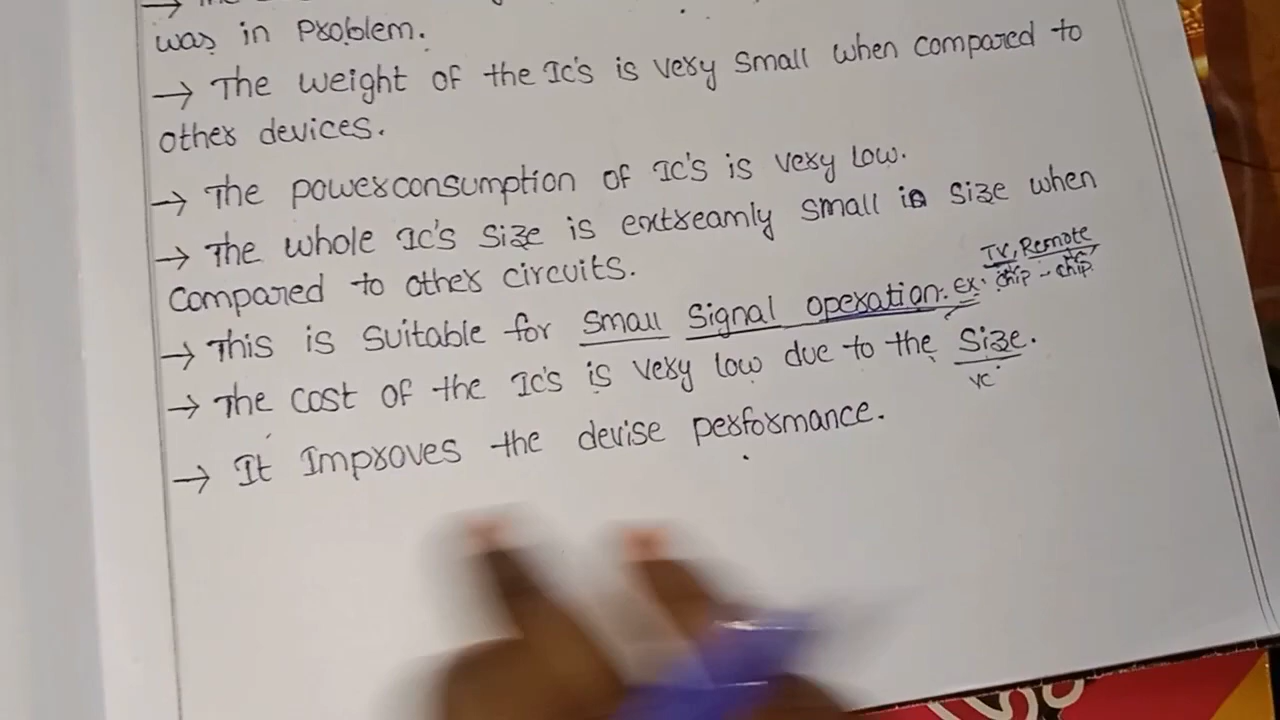 was in Problem.
→ The weight of the Ic's is very small when compared to
other devices.
→ The powerconsumption of IC's is very low.
→ The whole IC's Size is extreamly small in Size when
Compared to other circuits.
TV, Remote
chip - chip
→ This is Suitable for Small Signal operation. ex.
→ The cost of the IC's is very low due to the Size.
→ It Improves the devise performance.